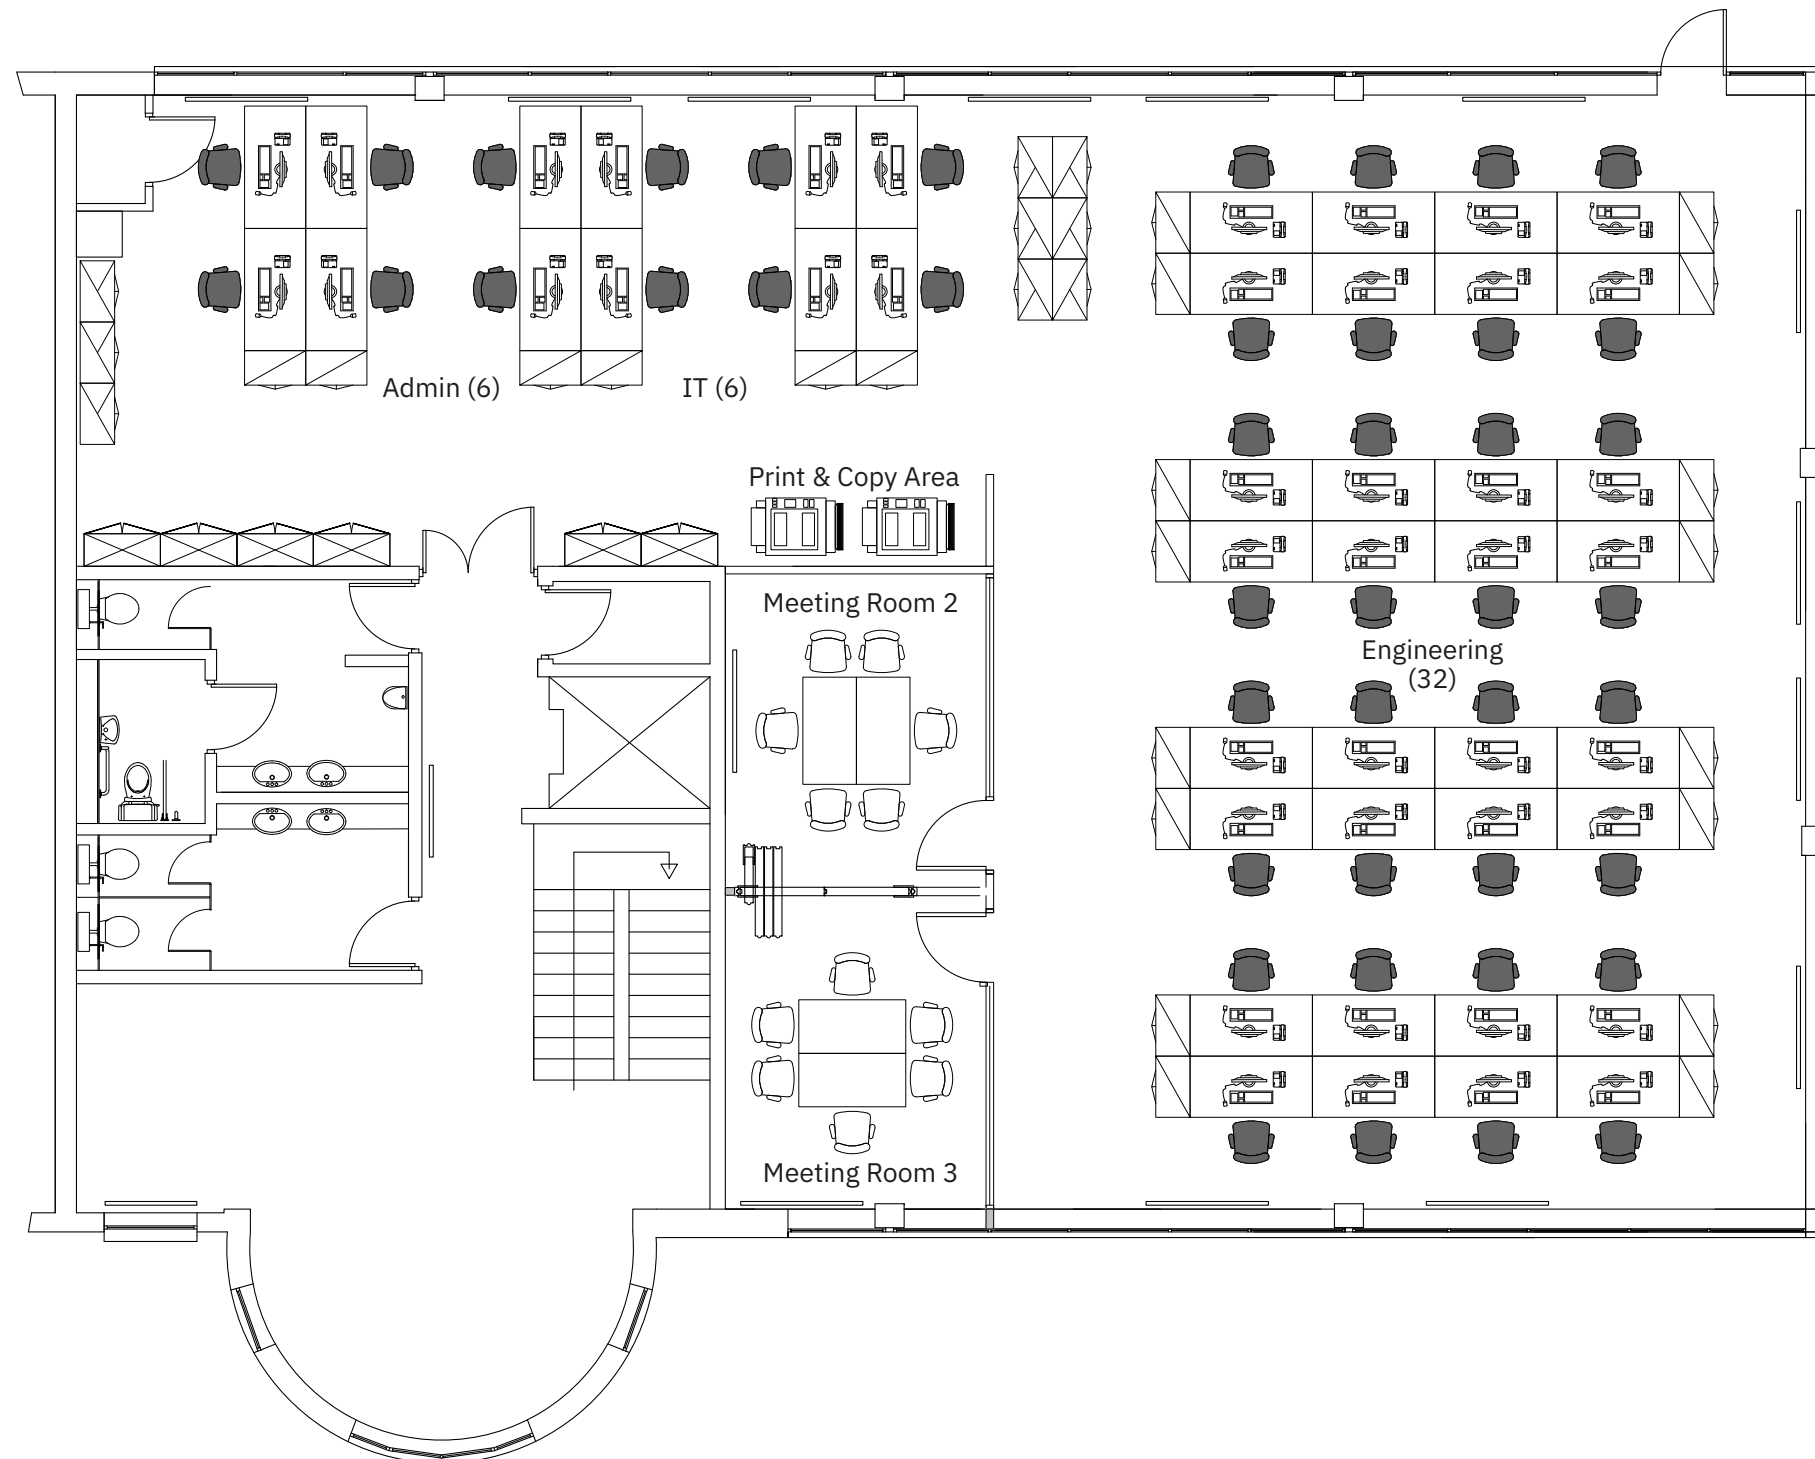 Admin (6)
IT (6)
Print & Copy Area
Meeting Room 2
Engineering
(32)
Meeting Room 3